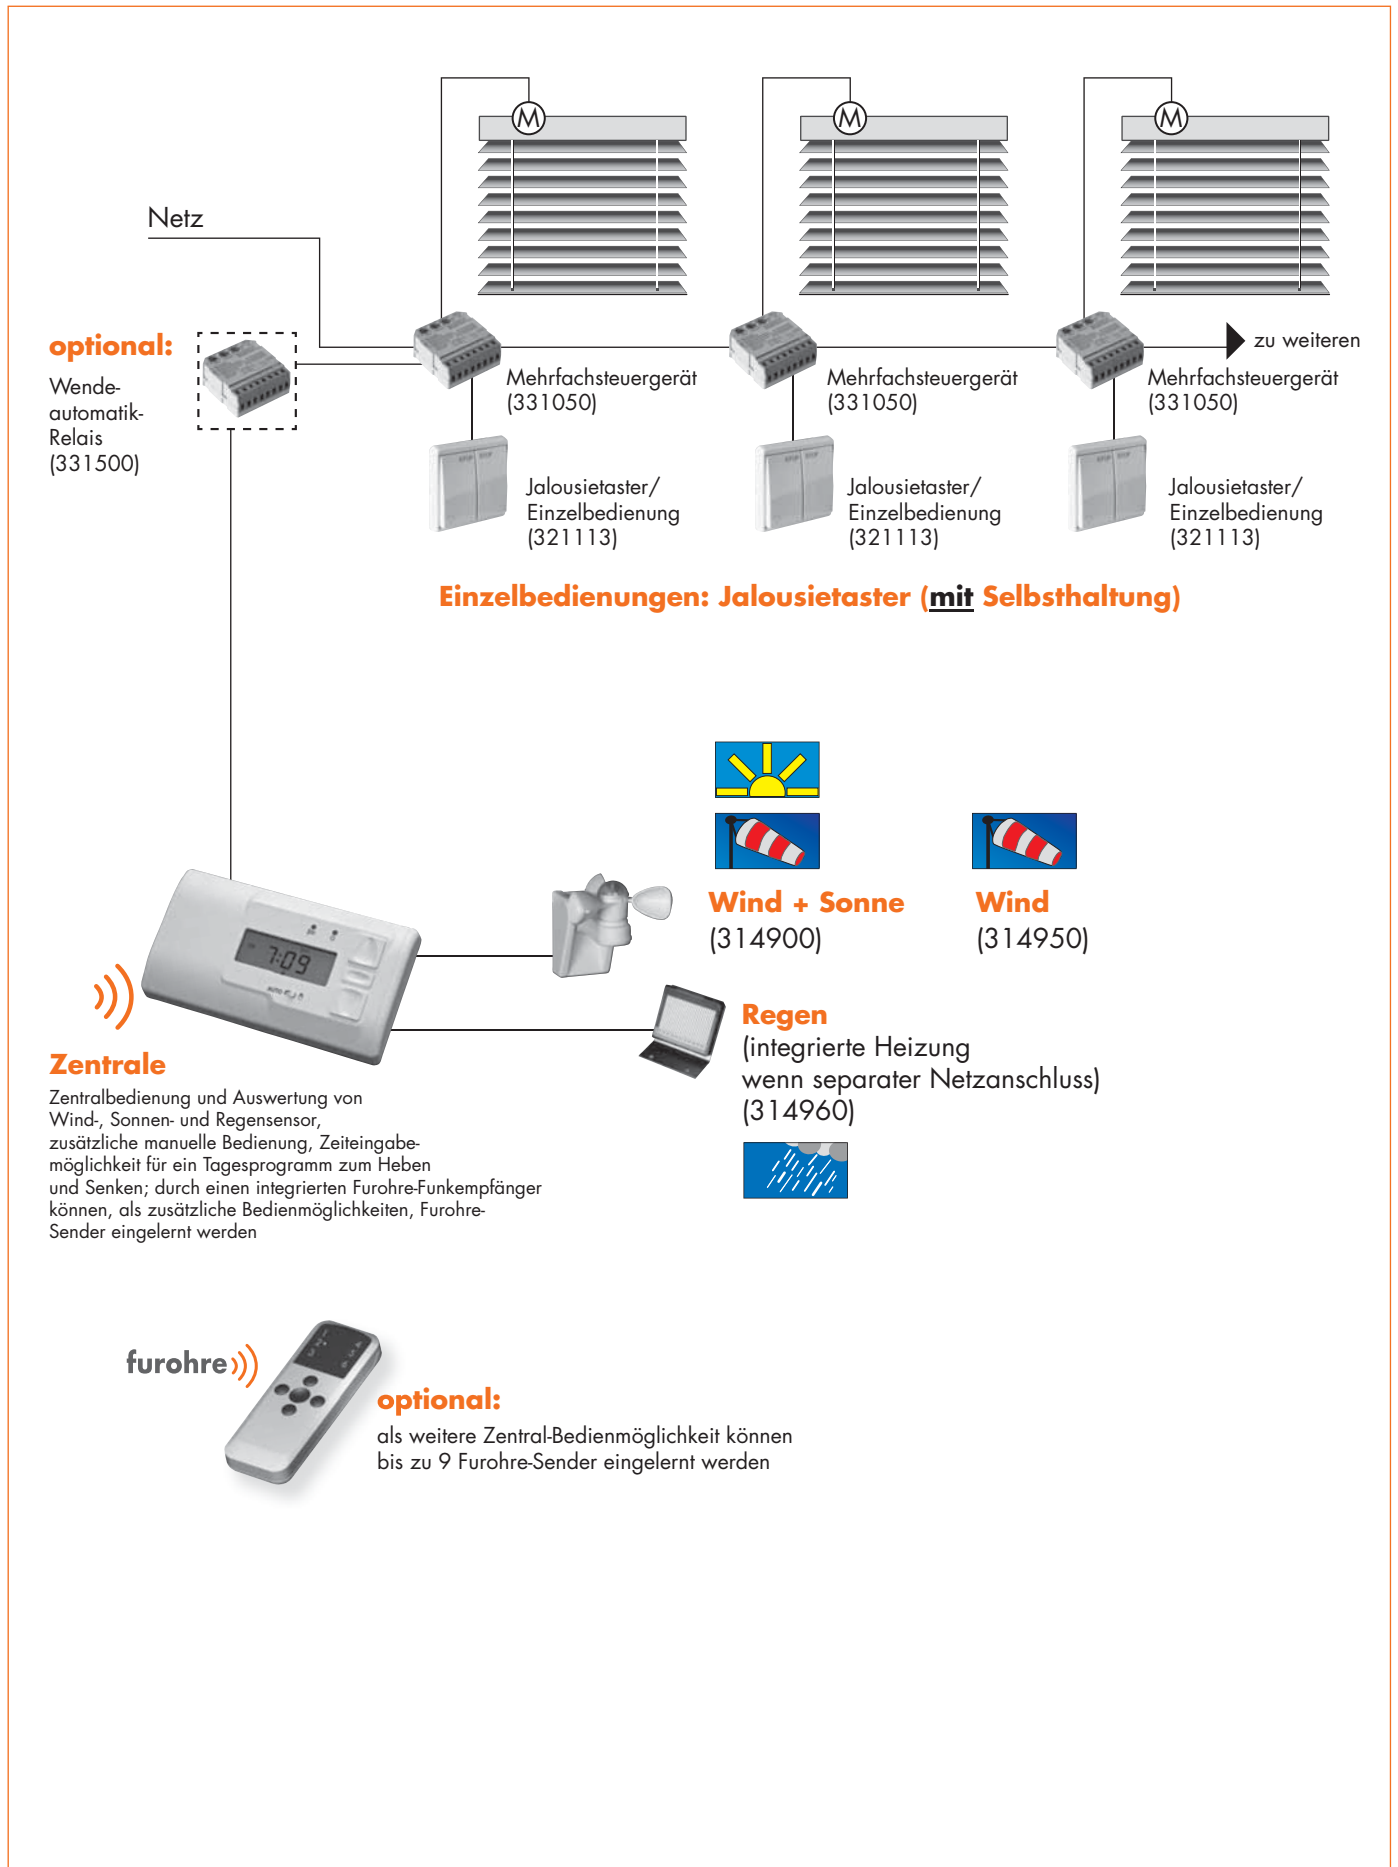 M
M
M
Netz
optional:
Wende-
automatik-
Relais
(331500)
zu weiteren
Mehrfachsteuergerät
(331050)
Mehrfachsteuergerät
(331050)
Mehrfachsteuergerät
(331050)
Jalousietaster/
Einzelbedienung
(321113)
Jalousietaster/
Einzelbedienung
(321113)
Jalousietaster/
Einzelbedienung
(321113)
Einzelbedienungen: Jalousietaster (mit Selbsthaltung)
Wind + Sonne
(314900)
Wind
(314950)
7:09
Regen
(integrierte Heizung
wenn separater Netzanschluss)
(314960)
Zentrale
Zentralbedienung und Auswertung von
Wind-, Sonnen- und Regensensor,
zusätzliche manuelle Bedienung, Zeiteingabe-
möglichkeit für ein Tagesprogramm zum Heben
und Senken; durch einen integrierten Furohre-Funkempfänger
können, als zusätzliche Bedienmöglichkeiten, Furohre-
Sender eingelernt werden
furohre
optional:
als weitere Zentral-Bedienmöglichkeit können
bis zu 9 Furohre-Sender eingelernt werden